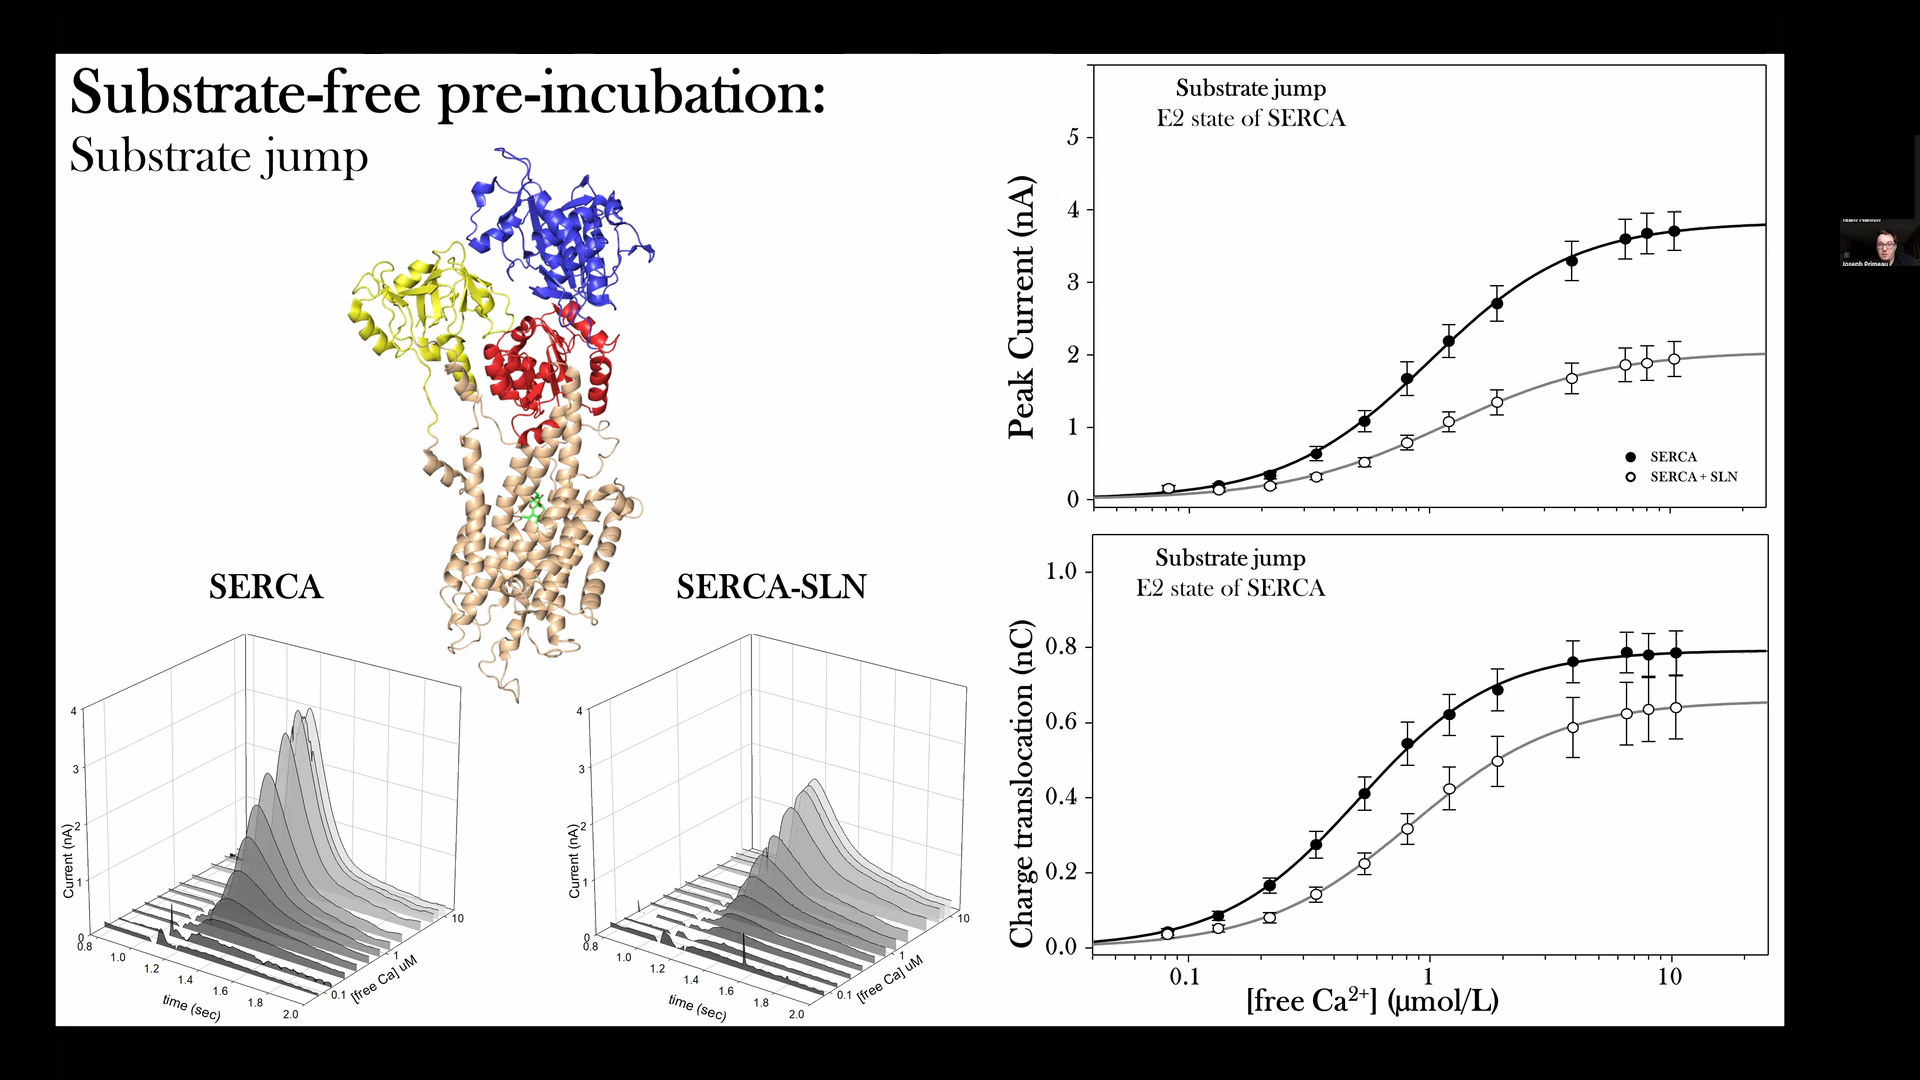 Substrate-free pre-incubation:
Substrate jump
SERCA
SERCA-SLN
4
3
2
1
0
Current (nA)
0.8
1.0
1.2
1.4
1.6
1.8
2.0
time (sec)
0.1
1
10
[free Ca] uM
4
3
2
1
0
Current (nA)
0.8
1.0
1.2
1.4
1.6
1.8
2.0
time (sec)
0.1
1
10
[free Ca] uM
Substrate jump
E2 state of SERCA
Peak Current (nA)
5
4
3
2
1
0
SERCA
SERCA + SLN
Substrate jump
E2 state of SERCA
Charge translocation (nC)
1.0
0.8
0.6
0.4
0.2
0.0
0.1
1
10
[free Ca²⁺] (μmol/L)
Joseph Primeau